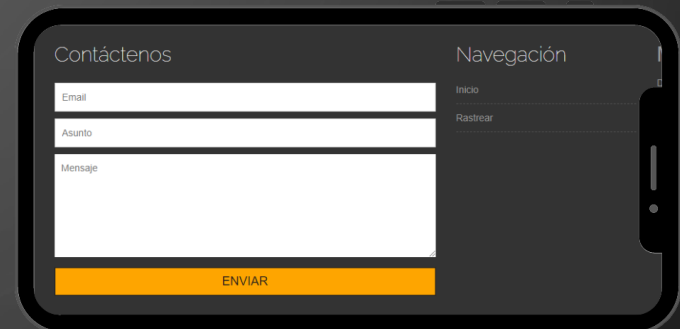 Contáctenos
Email
Asunto
Mensaje
ENVIAR
Navegación
Inicio
Rastrear